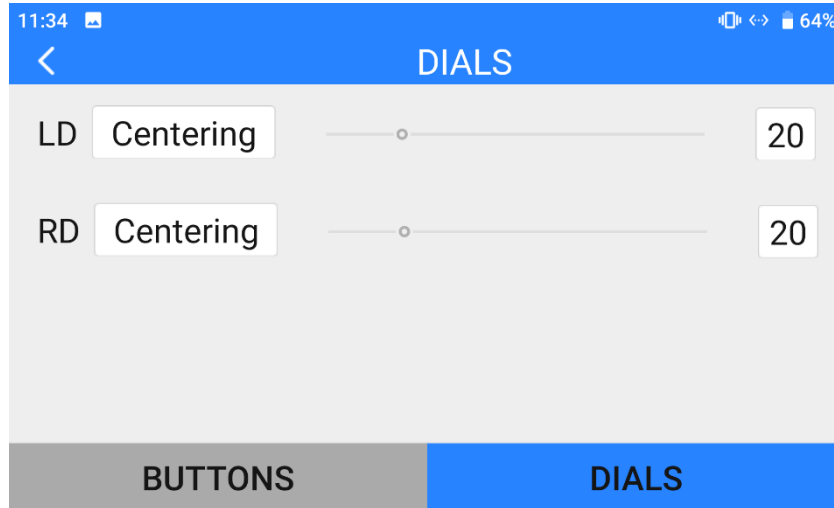 11:34 64%
DIALS
LD Centering 20
RD Centering 20
BUTTONS DIALS